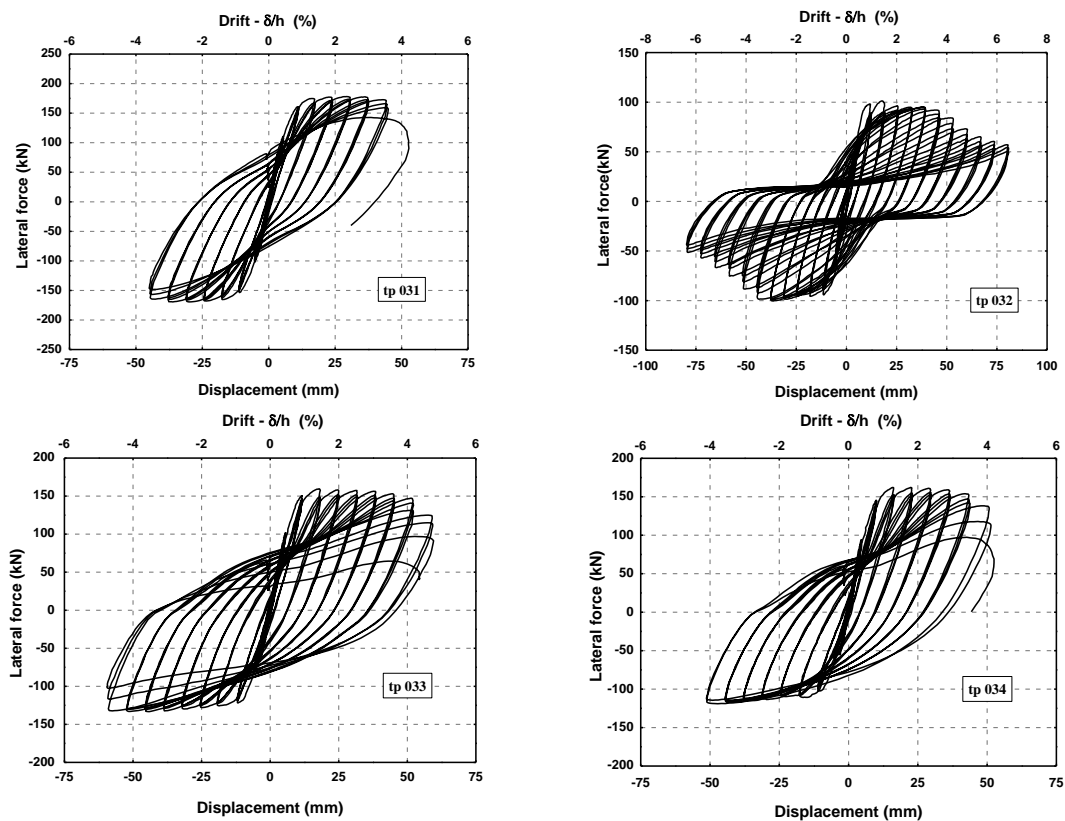 Drift - δ/h (%)
-6 -4 -2 0 2 4 6
250
200
150
100
50
0
-50
-100
-150
-200
-250
Lateral force (kN)
tp 031
-75 -50 -25 0 25 50 75
Displacement (mm)
Drift - δ/h (%)
-8 -6 -4 -2 0 2 4 6 8
150
100
50
0
-50
-100
-150
Lateral force(kN)
tp 032
-100 -75 -50 -25 0 25 50 75 100
Displacement (mm)
Drift - δ/h (%)
-6 -4 -2 0 2 4 6
200
150
100
50
0
-50
-100
-150
-200
Lateral force (kN)
tp 033
-75 -50 -25 0 25 50 75
Displacement (mm)
Drift - δ/h (%)
-6 -4 -2 0 2 4 6
200
150
100
50
0
-50
-100
-150
-200
Lateral force (kN)
tp 034
-75 -50 -25 0 25 50 75
Displacement (mm)